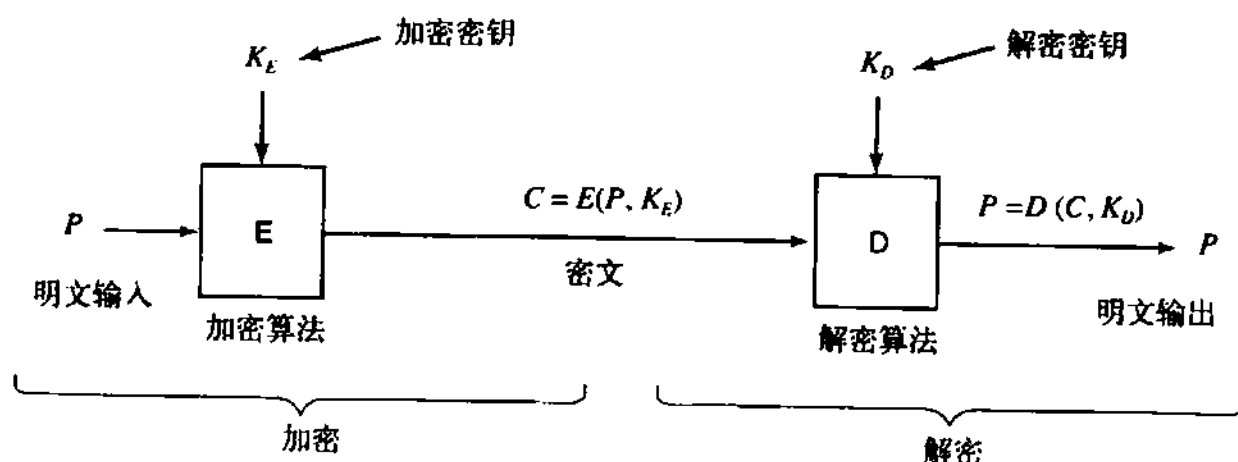 加密密钥
K_E
解密密钥
K_D
P
E
C = E(P, K_E)
D
P = D (C, K_D)
P
明文输入
加密算法
密文
解密算法
明文输出
加密
解密